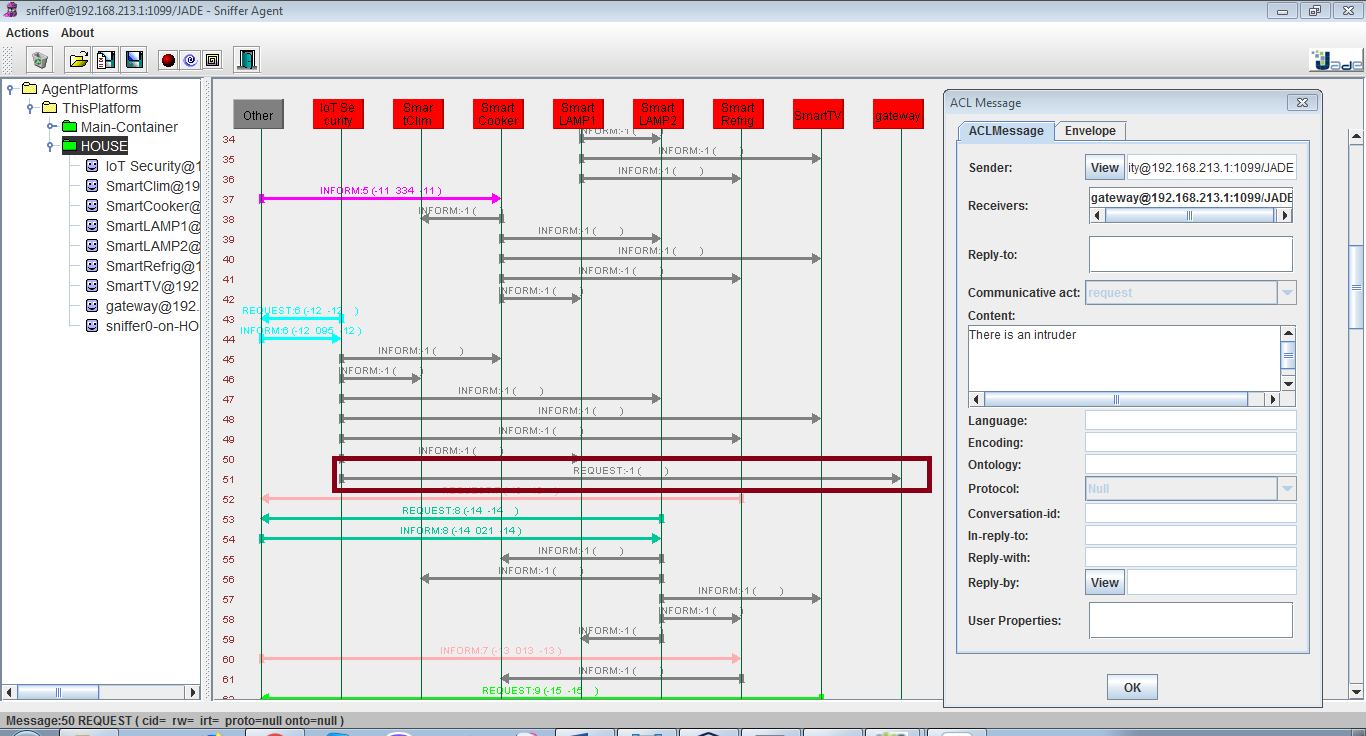 sniffer0@192.168.213.1:1099/JADE - Sniffer Agent
Actions About
Jade
AgentPlatforms
ThisPlatform
Main-Container
HOUSE
IoT Security@1
SmartClim@19
SmartCooker@
SmartLAMP1@
SmartLAMP2@
SmartRefrig@1
SmartTV@192
gateway@192.
sniffer0-on-HO
Other
IoT Se
curity
Smar
tClim
Smart
Cooker
Smart
LAMP1
Smart
LAMP2
Smart
Refrig
SmartTV
gateway
34 INFORM:-1 ( )
35 INFORM:-1 ( )
36 INFORM:-1 ( )
37 INFORM:5 (-11 334 -11 )
38 INFORM:-1 ( )
39 INFORM:-1 ( )
40 INFORM:-1 ( )
41 INFORM:-1 ( )
42 INFORM:-1 ( )
43 REQUEST:6 (-12 -12 )
44 INFORM:6 (-12 095 -12 )
45 INFORM:-1 ( )
46 INFORM:-1 ( )
47 INFORM:-1 ( )
48 INFORM:-1 ( )
49 INFORM:-1 ( )
50 INFORM:-1 ( )
51 REQUEST:-1 ( )
52
53 REQUEST:8 (-14 -14 )
54 INFORM:8 (-14 021 -14 )
55 INFORM:-1 ( )
56 INFORM:-1 ( )
57 INFORM:-1 ( )
58 INFORM:-1 ( )
59 INFORM:-1 ( )
60 INFORM:7 (-13 013 -13 )
61 INFORM:-1 ( )
62 REQUEST:9 (-15 -15 )
ACL Message
ACLMessage Envelope
Sender: View ity@192.168.213.1:1099/JADE
Receivers: gateway@192.168.213.1:1099/JADE
Reply-to:
Communicative act: request
Content:
There is an intruder
Language:
Encoding:
Ontology:
Protocol: Null
Conversation-id:
In-reply-to:
Reply-with:
Reply-by: View
User Properties:
OK
Message:50 REQUEST ( cid= rw= irt= proto=null onto=null )